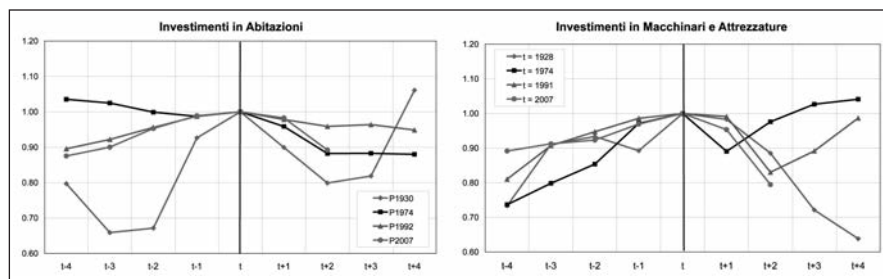 Investimenti in Abitazioni
1.20
1.10
1.00
0.90
0.80
0.70
0.60
P1930
P1974
P1992
P2007
t-4 t-3 t-2 t-1 t t+1 t+2 t+3 t+4
Investimenti in Macchinari e Attrezzature
1.20
1.10
1.00
0.90
0.80
0.70
0.60
t = 1928
t = 1974
t = 1991
t = 2007
t-4 t-3 t-2 t-1 t t+1 t+2 t+3 t+4